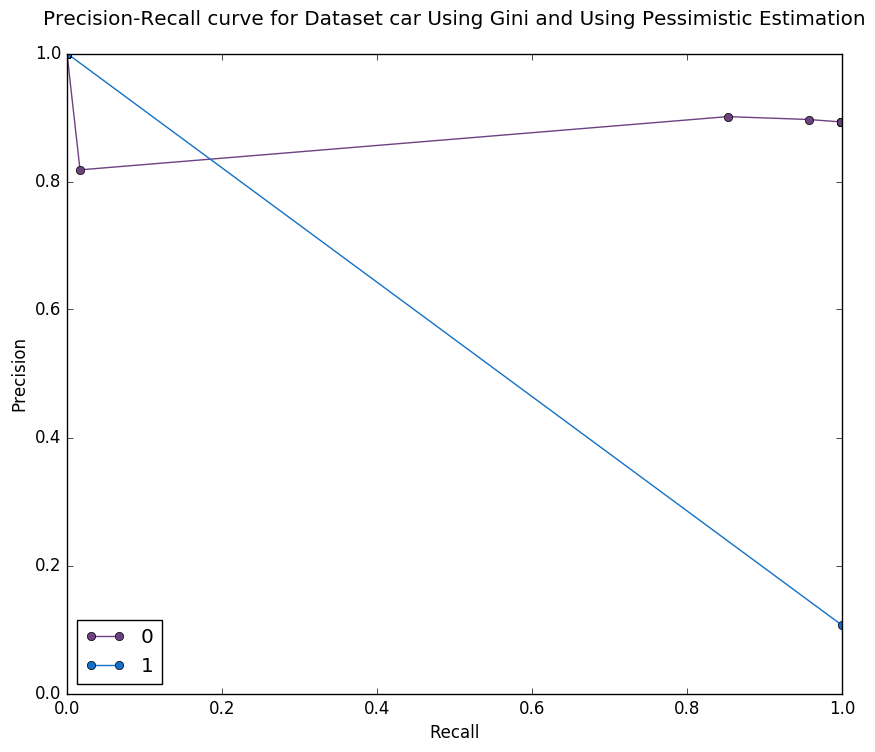 Precision-Recall curve for Dataset car Using Gini and Using Pessimistic Estimation
1.0
0.8
0.6
0.4
0.2
0.0
Precision
0
1
0.0 0.2 0.4 0.6 0.8 1.0
Recall